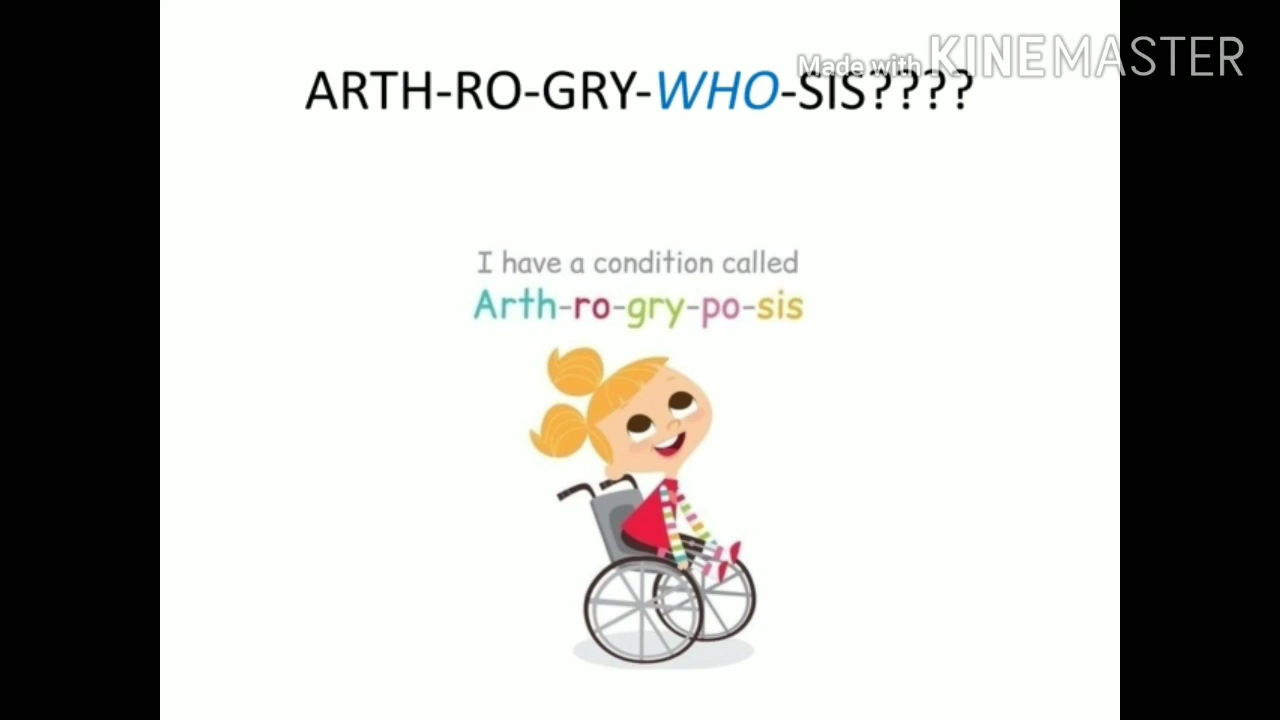 Made with KINEMASTER
ARTH-RO-GRY-WHO-SIS????
I have a condition called
Arth-ro-gry-po-sis